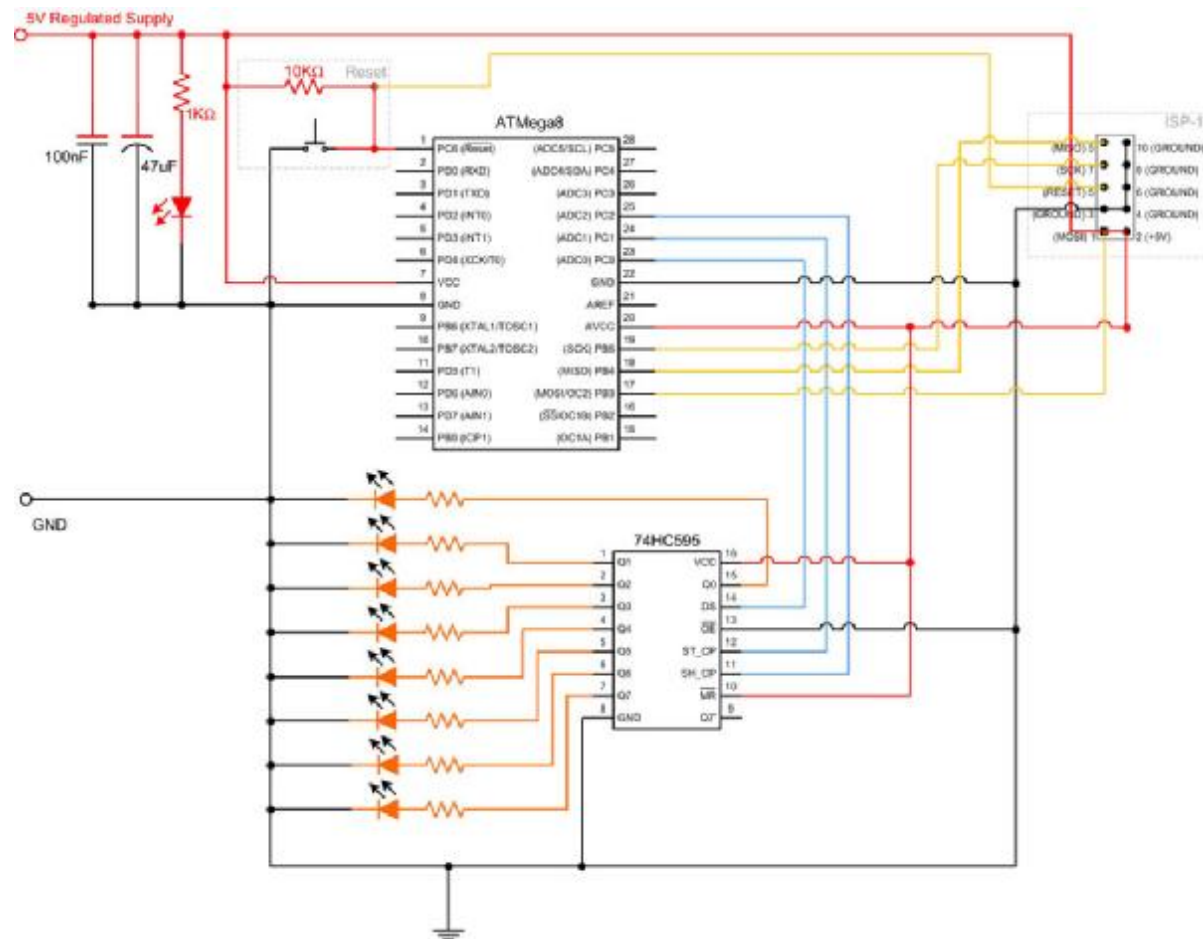 5V Regulated Supply
10KΩ
Reset
1KΩ
100nF
47uF
ATMega8
1 PC6 (Reset)
2 PD0 (RXD)
3 PD1 (TXD)
4 PD2 (INT0)
5 PD3 (INT1)
6 PD4 (XCK/T0)
7 VCC
8 GND
9 PB6 (XTAL1/TOSC1)
10 PB7 (XTAL2/TOSC2)
11 PD5 (T1)
12 PD6 (AIN0)
13 PD7 (AIN1)
14 PB0 (ICP1)
(ADC5/SCL) PC5 28
(ADC4/SDA) PC4 27
(ADC3) PC3 26
(ADC2) PC2 25
(ADC1) PC1 24
(ADC0) PC0 23
GND 22
AREF 21
AVCC 20
(SCK) PB5 19
(MISO) PB4 18
(MOSI/OC2) PB3 17
(SS/OC1B) PB2 16
(OC1A) PB1 15
ISP-1
(MISO) 10 (GROUND)
(SCK) 7 (GROUND)
(RESET) 5 (GROUND)
(GROUND) 3 4 (GROUND)
(MOSI) 1 2 (+5V)
GND
74HC595
1 Q1
2 Q2
3 Q3
4 Q4
5 Q5
6 Q6
7 Q7
8 GND
VCC 16
Q0 15
DS 14
OE 13
ST_CP 12
SH_CP 11
MR 10
Q7' 9